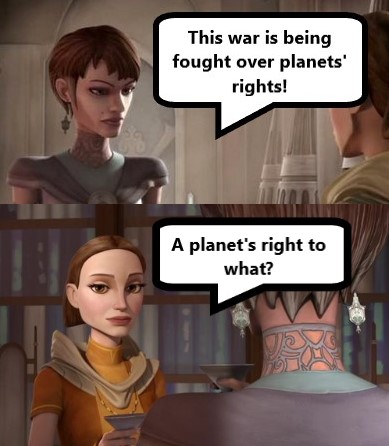 This war is being
fought over planets'
rights!
A planet's right to
what?